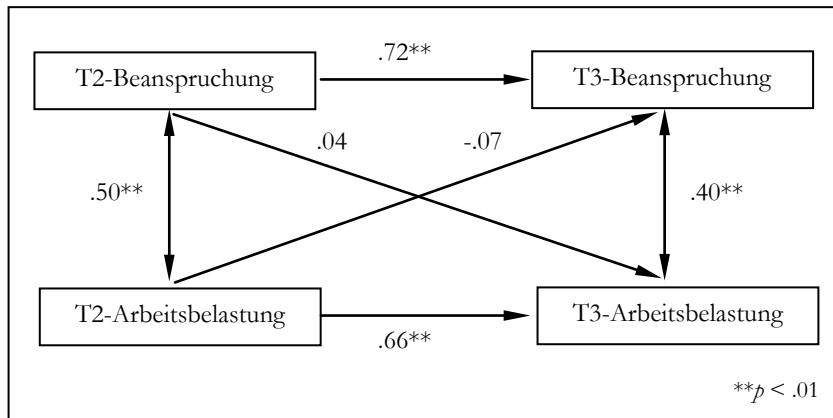 .72**
T2-Beanspruchung
T3-Beanspruchung
.04
-.07
.50**
.40**
T2-Arbeitsbelastung
T3-Arbeitsbelastung
.66**
**p < .01